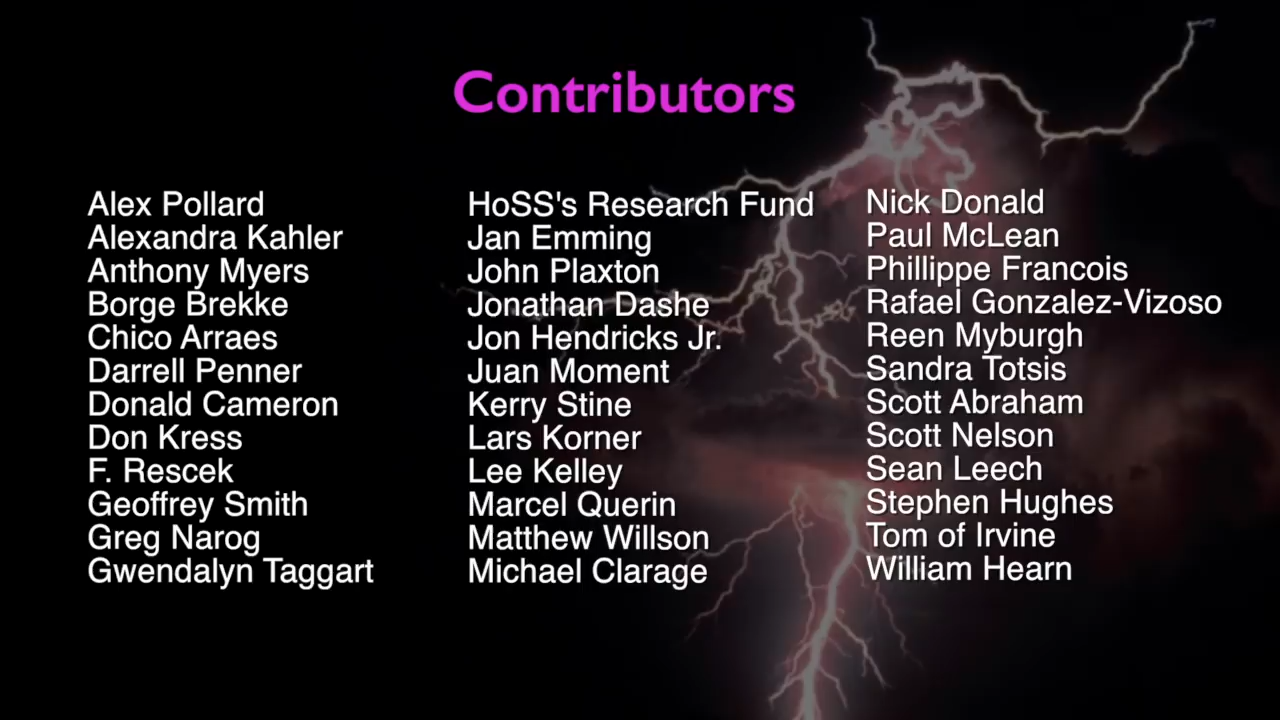 Contributors
Alex Pollard
Alexandra Kahler
Anthony Myers
Borge Brekke
Chico Arraes
Darrell Penner
Donald Cameron
Don Kress
F. Rescek
Geoffrey Smith
Greg Narog
Gwendalyn Taggart
HoSS's Research Fund
Jan Emming
John Plaxton
Jonathan Dashe
Jon Hendricks Jr.
Juan Moment
Kerry Stine
Lars Korner
Lee Kelley
Marcel Querin
Matthew Willson
Michael Clarage
Nick Donald
Paul McLean
Phillippe Francois
Rafael Gonzalez-Vizoso
Reen Myburgh
Sandra Totsis
Scott Abraham
Scott Nelson
Sean Leech
Stephen Hughes
Tom of Irvine
William Hearn